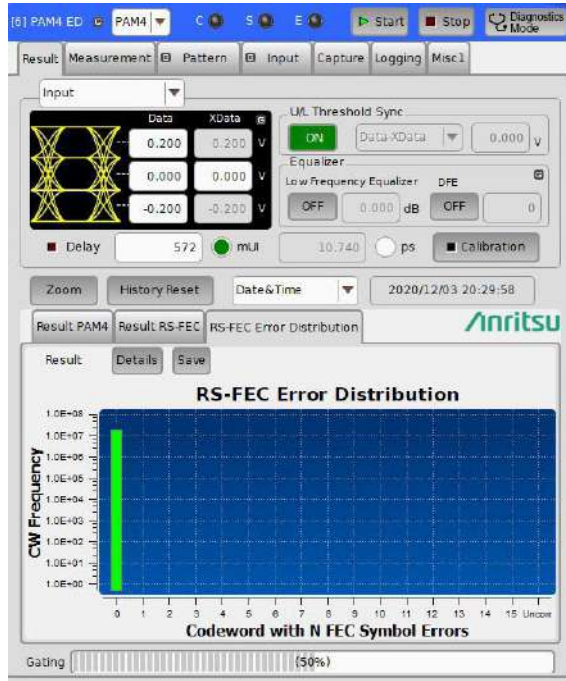 [6] PAM4 ED PAM4 C S E Start Stop Diagnostics Mode
Result Measurement Pattern Input Capture Logging Misc1
Input
Data XData
0.200 0.200 V
0.000 0.000 V
-0.200 -0.200 V
U/L Threshold Sync
ON Data-XData 0.000 V
Equalizer
Low Frequency Equalizer DFE
OFF 0.000 dB OFF 0
Delay 572 mUI 10.740 ps Calibration
Zoom History Reset Date&Time 2020/12/03 20:29:58
Result PAM4 Result RS-FEC RS-FEC Error Distribution
Anritsu
Result Details Save
RS-FEC Error Distribution
CW Frequency
1.0E+08
1.0E+07
1.0E+06
1.0E+05
1.0E+04
1.0E+03
1.0E+02
1.0E+01
1.0E+00
0 1 2 3 4 5 6 7 8 9 10 11 12 13 14 15 Uncorr
Codeword with N FEC Symbol Errors
Gating (50%)